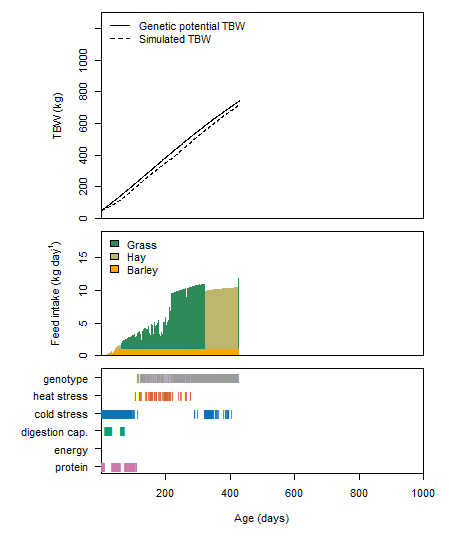 Genetic potential TBW
Simulated TBW
TBW (kg)
0
200
400
600
800
1000
Grass
Hay
Barley
Feed intake (kg day-1)
0
5
10
15
genotype
heat stress
cold stress
digestion cap.
energy
protein
200
400
600
800
1000
Age (days)